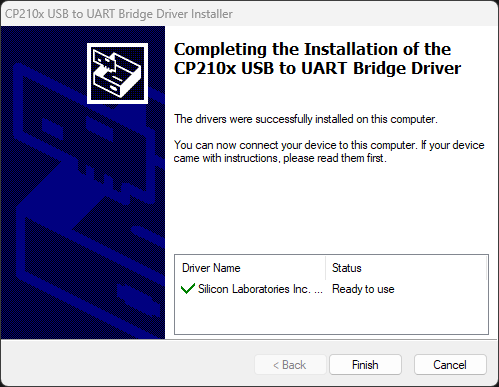 CP210x USB to UART Bridge Driver Installer
Completing the Installation of the
CP210x USB to UART Bridge Driver
The drivers were successfully installed on this computer.
You can now connect your device to this computer. If your device
came with instructions, please read them first.
Driver Name Status
Silicon Laboratories Inc. ... Ready to use
< Back Finish Cancel